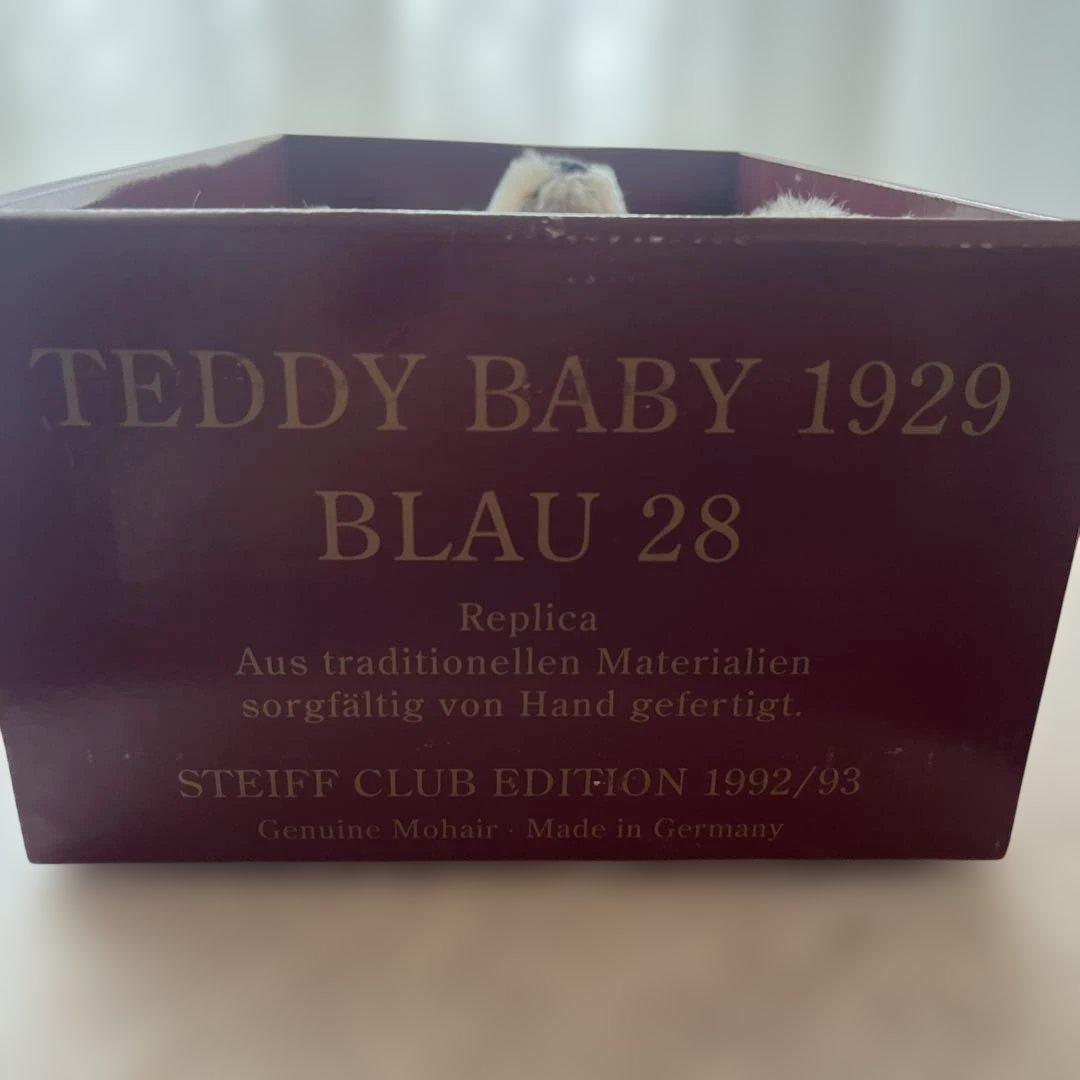 TEDDY BABY 1929
BLAU 28
Replica
Aus traditionellen Materialien
sorgfältig von Hand gefertigt.
STEIFF CLUB EDITION 1992/93
Genuine Mohair · Made in Germany